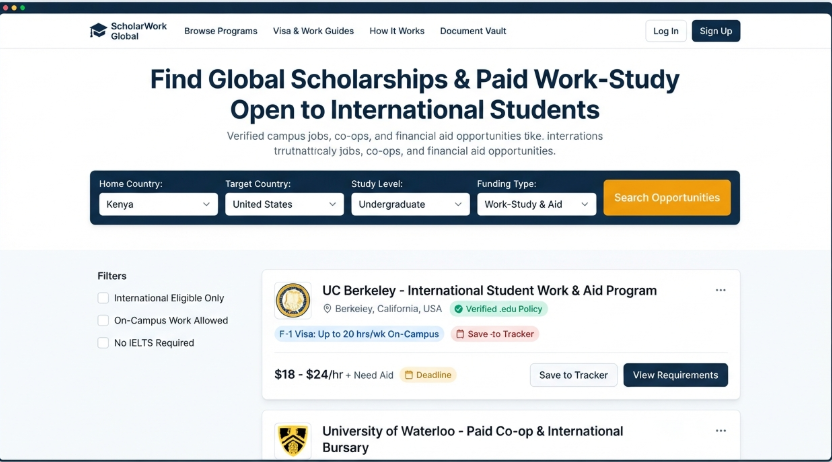 ScholarWork
Global
Browse Programs
Visa & Work Guides
How It Works
Document Vault
Log In
Sign Up
Find Global Scholarships & Paid Work-Study
Open to International Students
Verified campus jobs, co-ops, and financial aid opportunities tike. interrations
trrutnattrcaly jobs, co-ops, and financial aid opportunities.
Home Country:
Target Country:
Study Level:
Funding Type:
Kenya
United States
Undergraduate
Work-Study & Aid
Search Opportunities
Filters
International Eligible Only
On-Campus Work Allowed
No IELTS Required
UC Berkeley - International Student Work & Aid Program
Berkeley, California, USA
Verified .edu Policy
F-1 Visa: Up to 20 hrs/wk On-Campus
Save -to Tracker
$18 - $24/hr + Need Aid
Deadline
Save to Tracker
View Requirements
University of Waterloo - Paid Co-op & International
Bursary